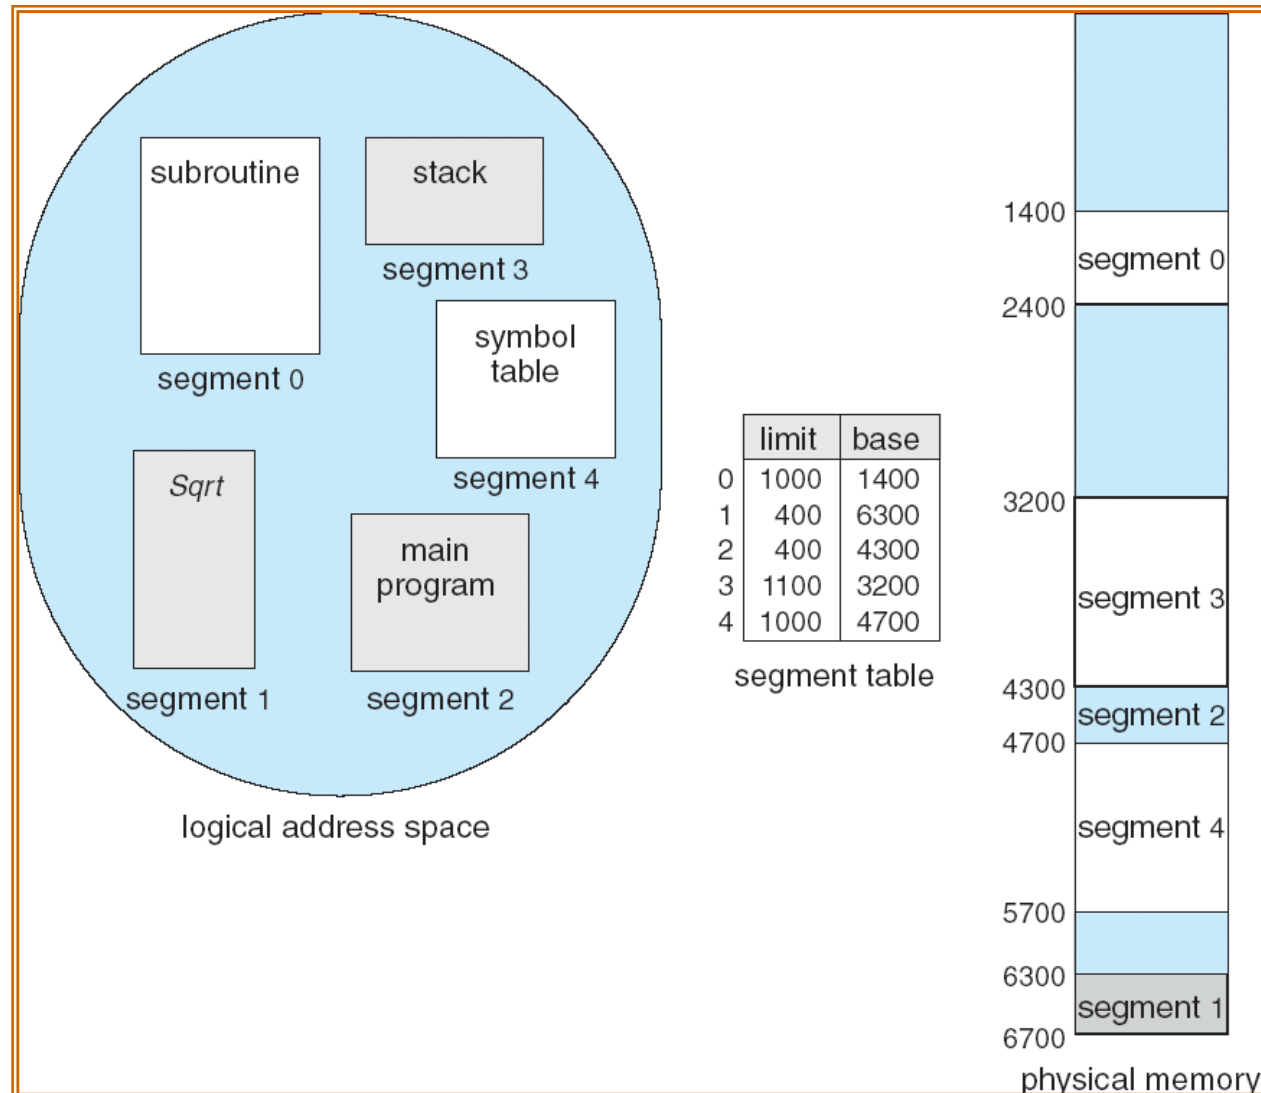 subroutine
segment 0
stack
segment 3
symbol
table
segment 4
Sqrt
segment 1
main
program
segment 2
logical address space
limit base
0 1000 1400
1 400 6300
2 400 4300
3 1100 3200
4 1000 4700
segment table
1400
segment 0
2400
3200
segment 3
4300
segment 2
4700
segment 4
5700
6300
segment 1
6700
physical memory